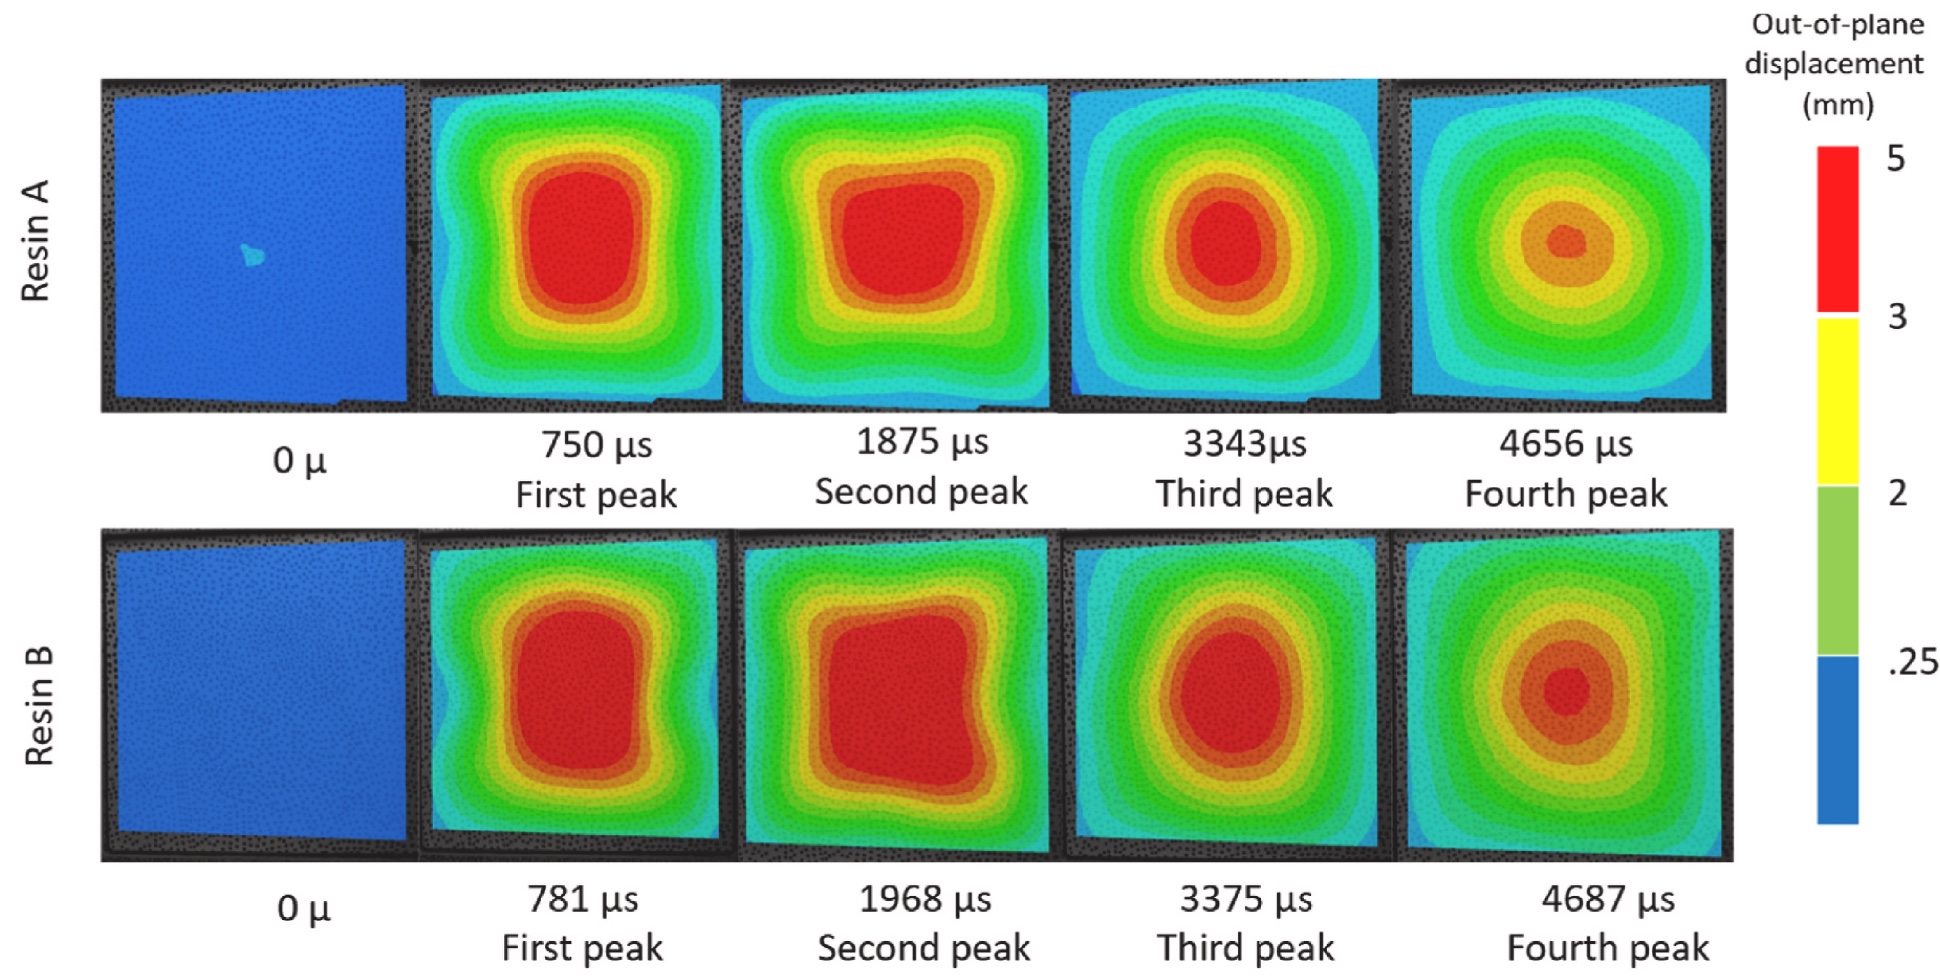 Out-of-plane
displacement
(mm)
Resin A
5
3
2
.25
0 μ
750 μs
First peak
1875 μs
Second peak
3343μs
Third peak
4656 μs
Fourth peak
Resin B
0 μ
781 μs
First peak
1968 μs
Second peak
3375 μs
Third peak
4687 μs
Fourth peak